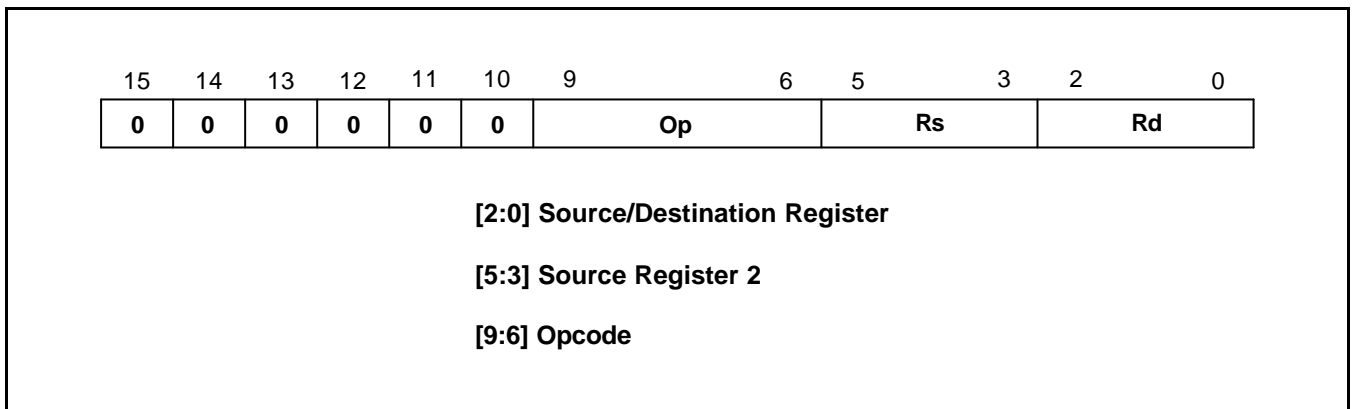 15 14 13 12 11 10 9 6 5 3 2 0
0 0 0 0 0 0 Op Rs Rd
[2:0] Source/Destination Register
[5:3] Source Register 2
[9:6] Opcode